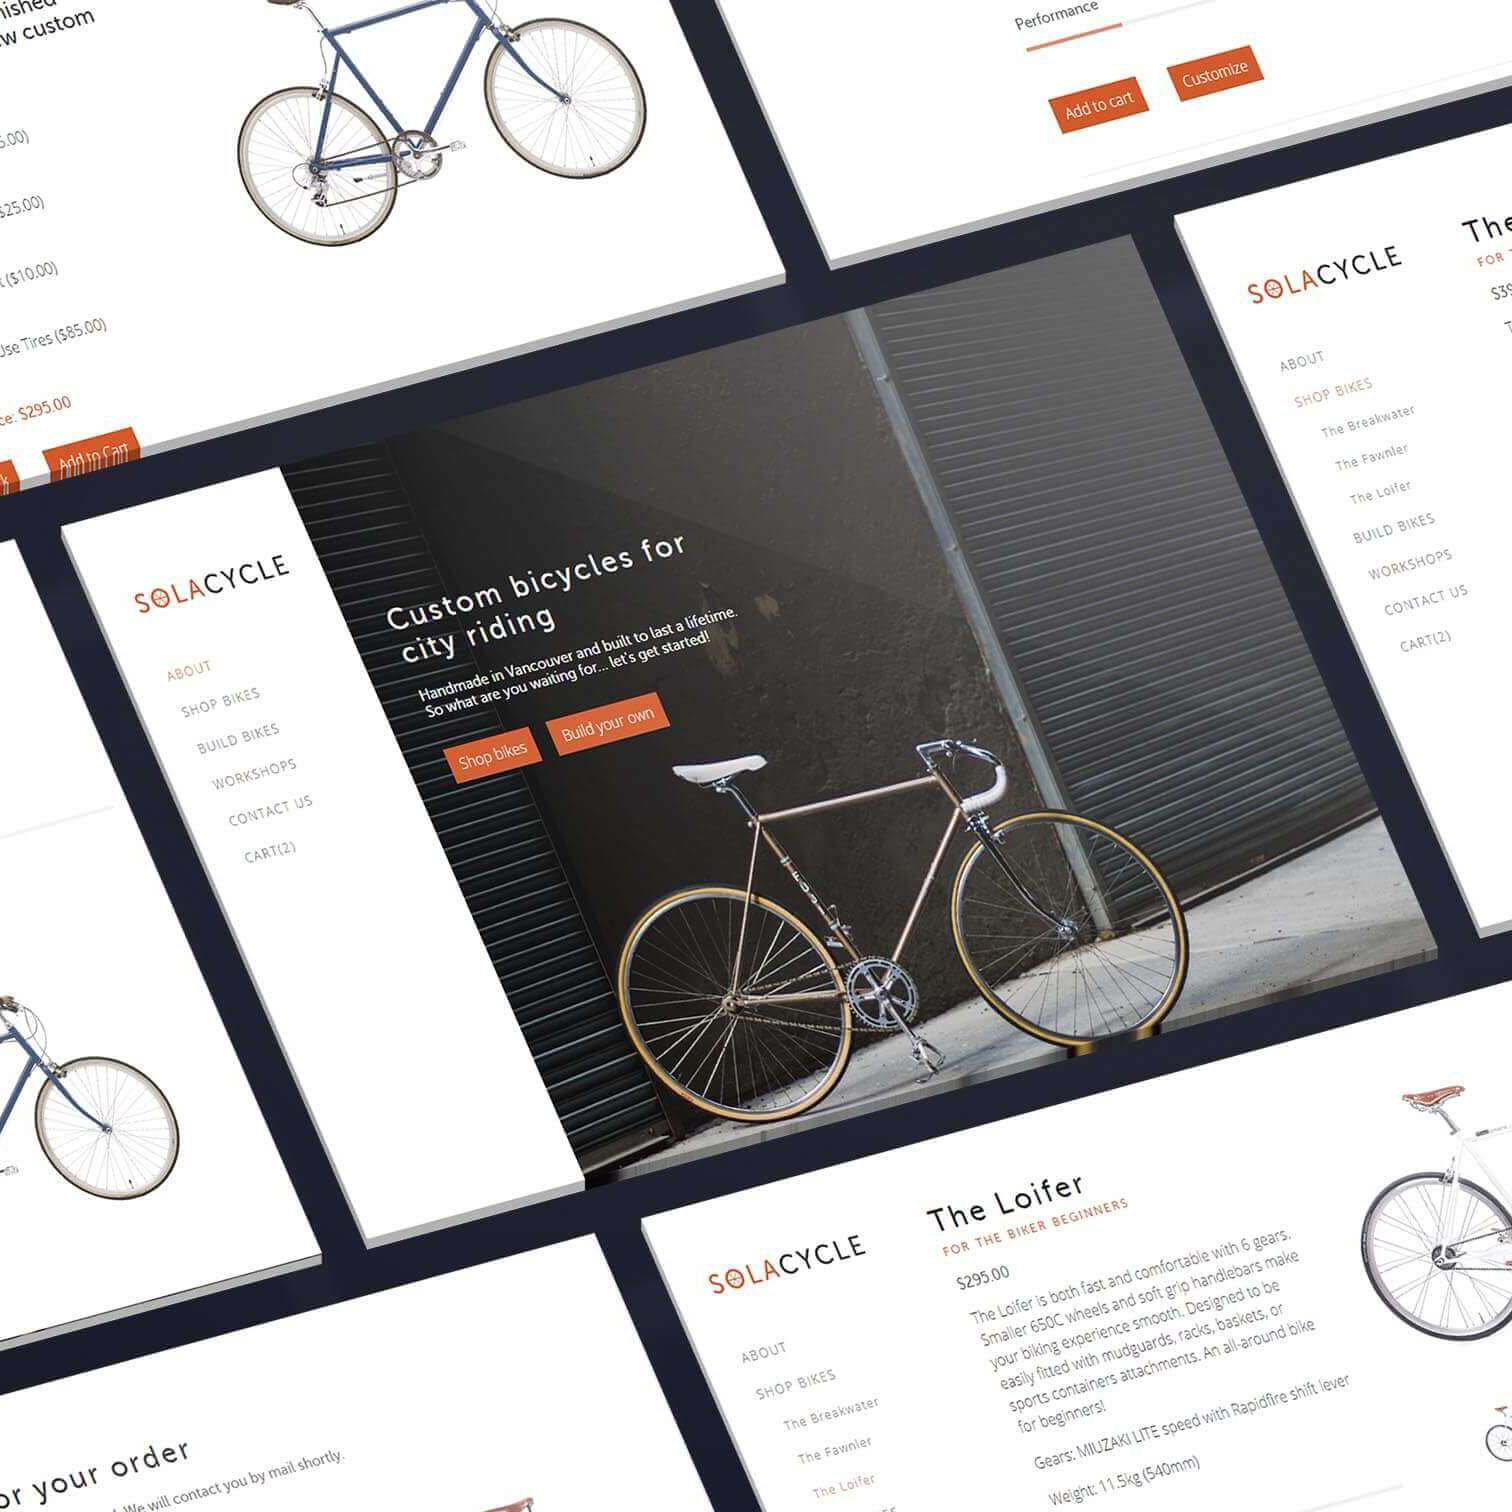 w custom
$25.00)
($10.00)
Use Tires ($85.00)
$295.00
Add to Cart
Performance
Add to cart
Customize
SOLACYCLE
ABOUT
SHOP BIKES
BUILD BIKES
WORKSHOPS
CONTACT US
CART(2)
Custom bicycles for
city riding
Handmade in Vancouver and built to last a lifetime.
So what are you waiting for... let's get started!
Shop bikes
Build your own
SOLACYCLE
ABOUT
SHOP BIKES
The Breakwater
The Fawnler
The Loifer
BUILD BIKES
WORKSHOPS
CONTACT US
CART(2)
The
FOR
your order
We will contact you by mail shortly.
SOLACYCLE
ABOUT
SHOP BIKES
The Breakwater
The Fawnler
The Loifer
The Loifer
FOR THE BIKER BEGINNERS
$295.00
The Loifer is both fast and comfortable with 6 gears.
Smaller 650C wheels and soft grip handlebars make
your biking experience smooth. Designed to be
easily fitted with mudguards, racks, baskets, or
sports containers attachments. An all-around bike
for beginners!
Gears: MIUZAKI LITE speed with Rapidfire shift lever
Weight: 11.5kg (540mm)